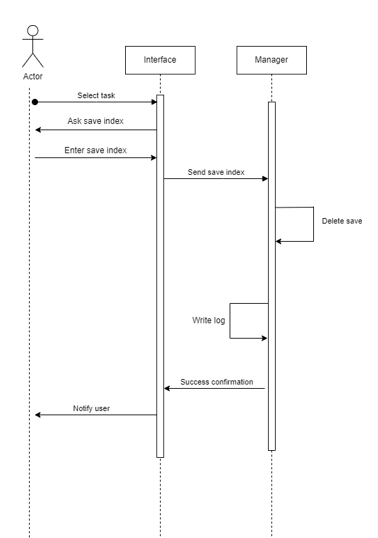 Interface
Manager
Actor
Select task
Ask save index
Enter save index
Send save index
Delete save
Write log
Success confirmation
Notify user